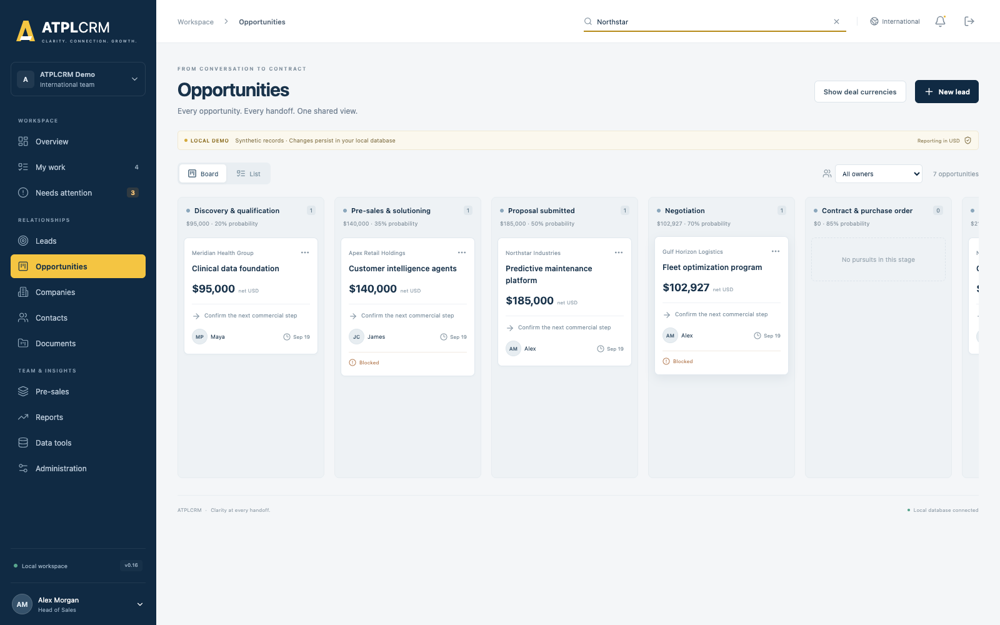 ATPLCRM
CLARITY. CONNECTION. GROWTH.
A
ATPLCRM Demo
International team
WORKSPACE
Overview
My work 4
Needs attention 3
RELATIONSHIPS
Leads
Opportunities
Companies
Contacts
Documents
TEAM & INSIGHTS
Pre-sales
Reports
Data tools
Administration
Local workspace v0.16
AM
Alex Morgan
Head of Sales
Workspace Opportunities
Northstar
International
FROM CONVERSATION TO CONTRACT
Opportunities
Every opportunity. Every handoff. One shared view.
Show deal currencies
New lead
LOCAL DEMO Synthetic records · Changes persist in your local database
Reporting in USD
Board List
All owners
7 opportunities
Discovery & qualification 1
$95,000 · 20% probability
Meridian Health Group
Clinical data foundation
$95,000 net USD
Confirm the next commercial step
MP Maya Sep 19
Pre-sales & solutioning 1
$140,000 · 35% probability
Apex Retail Holdings
Customer intelligence agents
$140,000 net USD
Confirm the next commercial step
JC James Sep 19
Blocked
Proposal submitted 1
$185,000 · 50% probability
Northstar Industries
Predictive maintenance
platform
$185,000 net USD
Confirm the next commercial step
AM Alex Sep 19
Negotiation 1
$102,927 · 70% probability
Gulf Horizon Logistics
Fleet optimization program
$102,927 net USD
Confirm the next commercial step
AM Alex Sep 19
Blocked
Contract & purchase order 0
$0 · 85% probability
No pursuits in this stage
ATPLCRM · Clarity at every handoff.
Local database connected